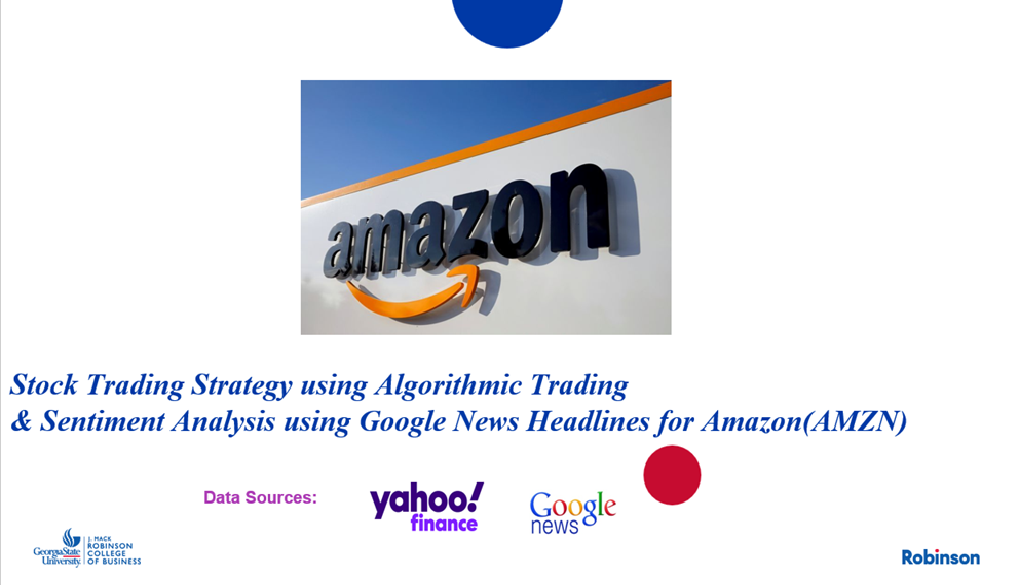 amazon
Stock Trading Strategy using Algorithmic Trading
& Sentiment Analysis using Google News Headlines for Amazon(AMZN)
Data Sources:
yahoo!
finance
Google
news
GeorgiaState
University
J. MACK
ROBINSON
COLLEGE
OF BUSINESS
Robinson